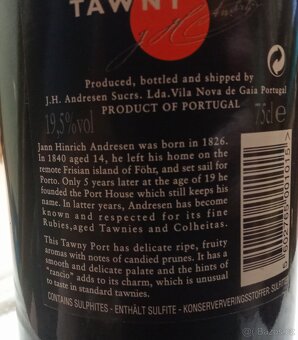 TAWNY
J H Andresen
Produced, bottled and shipped by
J.H. Andresen Sucrs. Lda. Vila Nova de Gaia Portugal
PRODUCT OF PORTUGAL
19,5%vol
75cl
Jann Hinrich Andresen was born in 1826.
In 1840 aged 14, he left his home on the
remote Frisian island of Föhr, and set sail for
Porto. Only 5 years later at the age of 19 he
founded the Port House which still keeps his
name. In latter years, Andresen has become
known and respected for its fine
Rubies, aged Tawnies and Colheitas.
This Tawny Port has delicate ripe, fruity
aromas with notes of candied prunes. It has a
smooth and delicate palate and the hints of
"rancio" adds to its charm, which is unusual
to taste in standard tawnies.
CONTAINS SULPHITES - ENTHÄLT SULFITE - KONSERVERVERINGSSTOFFER: